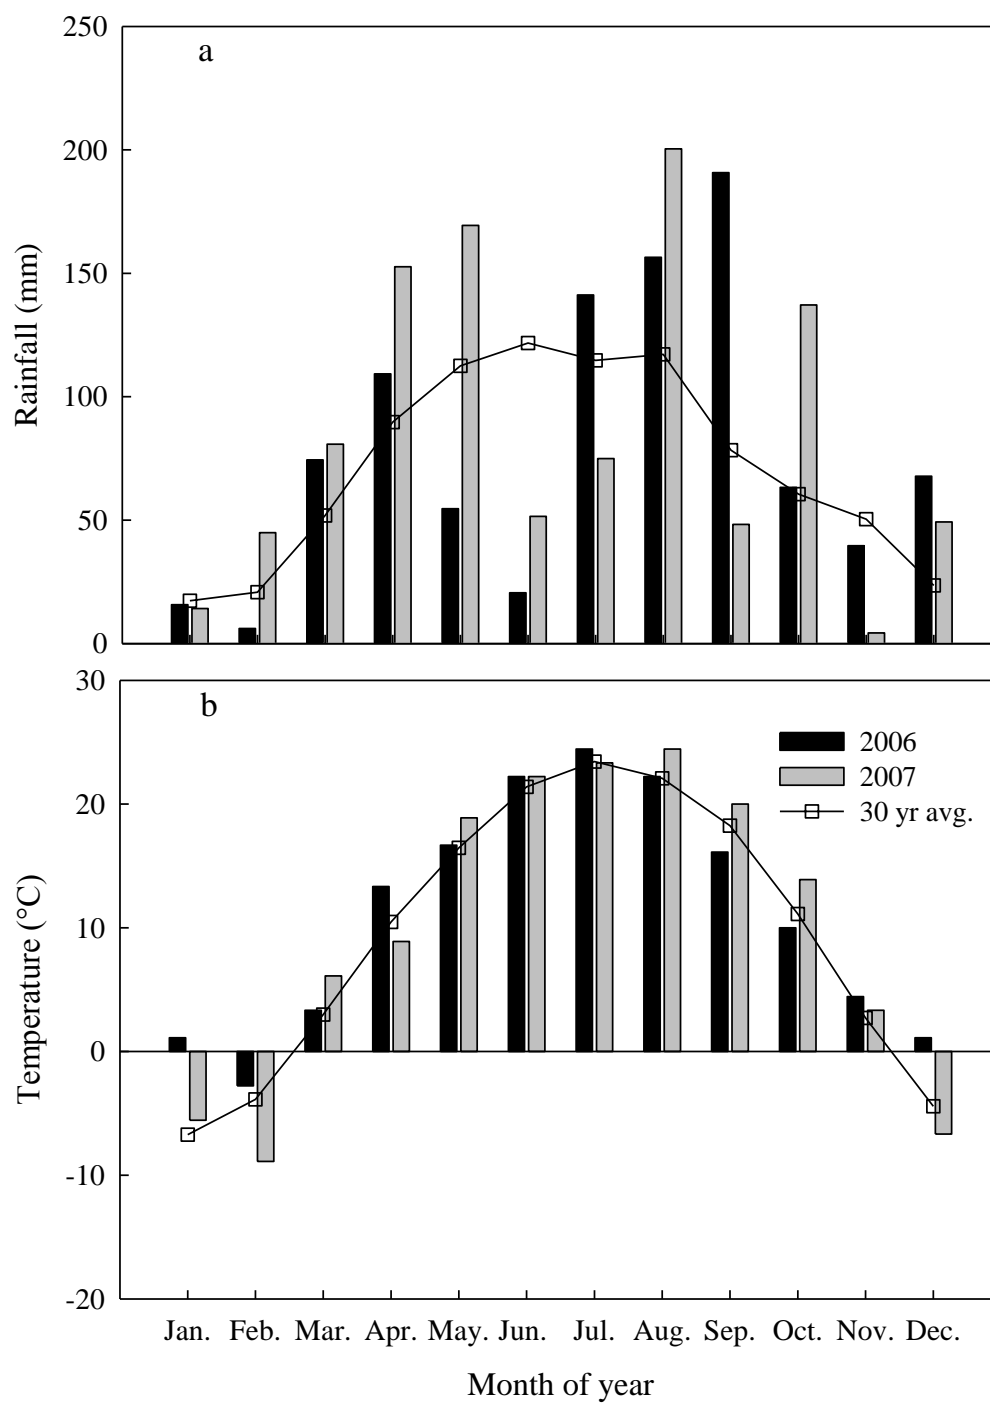 a
250
200
150
100
50
0
Rainfall (mm)
b
30
20
10
0
-10
-20
Temperature (°C)
2006
2007
30 yr avg.
Jan. Feb. Mar. Apr. May. Jun. Jul. Aug. Sep. Oct. Nov. Dec.
Month of year